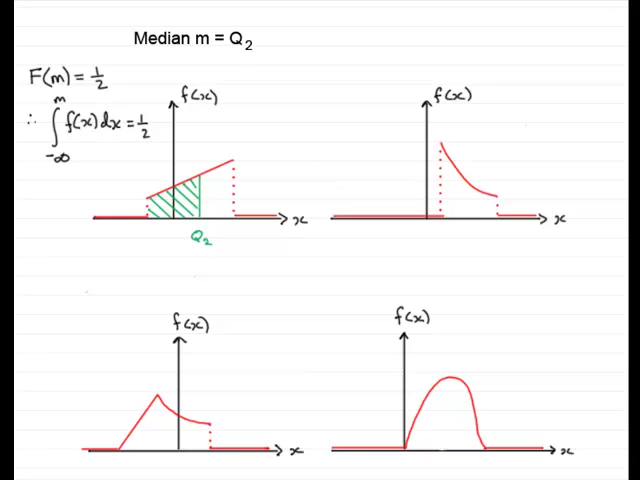 Median m = Q₂
F(m) = 1/2
∴ ∫_{-∞}^{m} f(x) dx = 1/2
f(x)
x
Q₂
f(x)
x
f(x)
x
f(x)
x